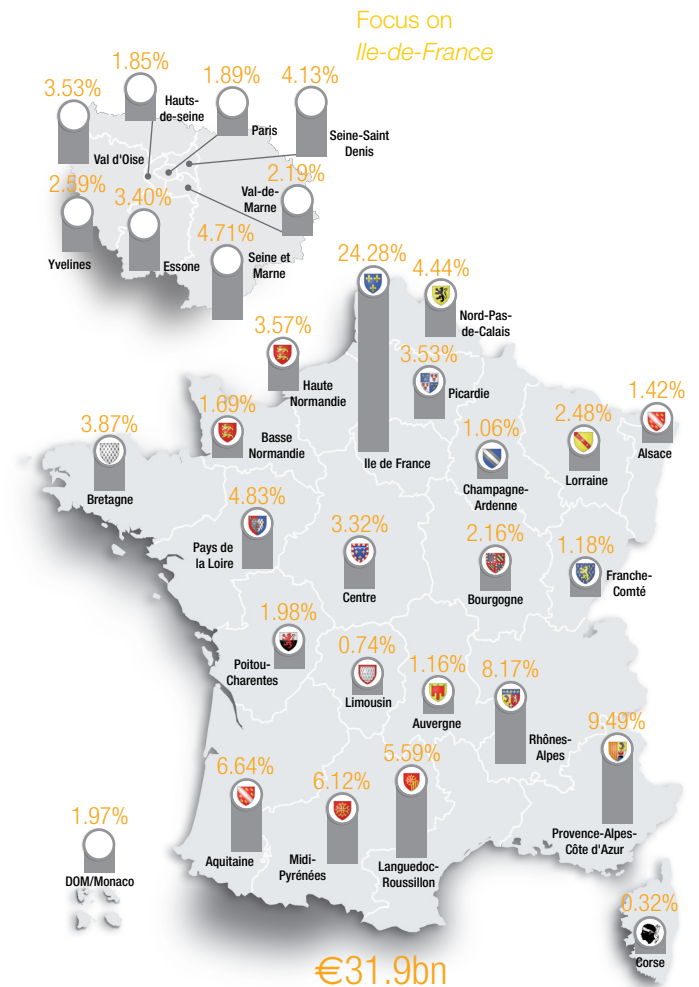 Focus on
Ile-de-France
1.85%
Hauts-
de-seine
1.89%
Paris
4.13%
Seine-Saint
Denis
3.53%
Val d'Oise
2.19%
Val-de-
Marne
2.59%
Yvelines
3.40%
Essone
4.71%
Seine et
Marne
24.28%
Ile de France
4.44%
Nord-Pas-
de-Calais
3.57%
Haute
Normandie
3.53%
Picardie
1.69%
Basse
Normandie
1.42%
Alsace
2.48%
Lorraine
1.06%
Champagne-
Ardenne
3.87%
Bretagne
4.83%
Pays de
la Loire
3.32%
Centre
2.16%
Bourgogne
1.18%
Franche-
Comté
1.98%
Poitou-
Charentes
0.74%
Limousin
1.16%
Auvergne
8.17%
Rhônes-
Alpes
9.49%
Provence-Alpes-
Côte d'Azur
6.64%
Aquitaine
6.12%
Midi-
Pyrénées
5.59%
Languedoc-
Roussillon
1.97%
DOM/Monaco
0.32%
Corse
€31.9bn